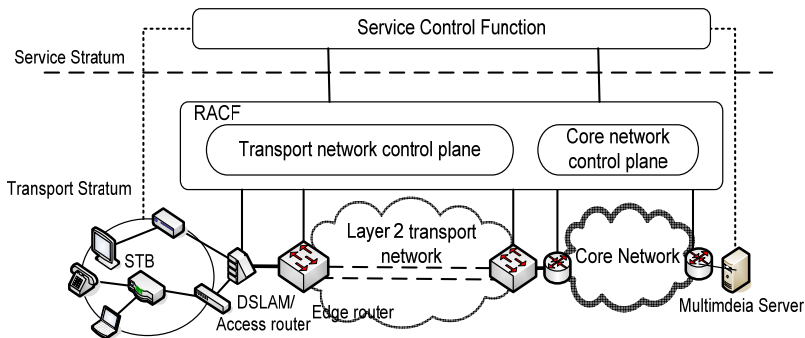 Service Control Function
Service Stratum
RACF
Transport network control plane
Core network
control plane
Transport Stratum
Layer 2 transport
network
STB
Core Network
DSLAM/
Access router
Edge router
Multimdeia Server